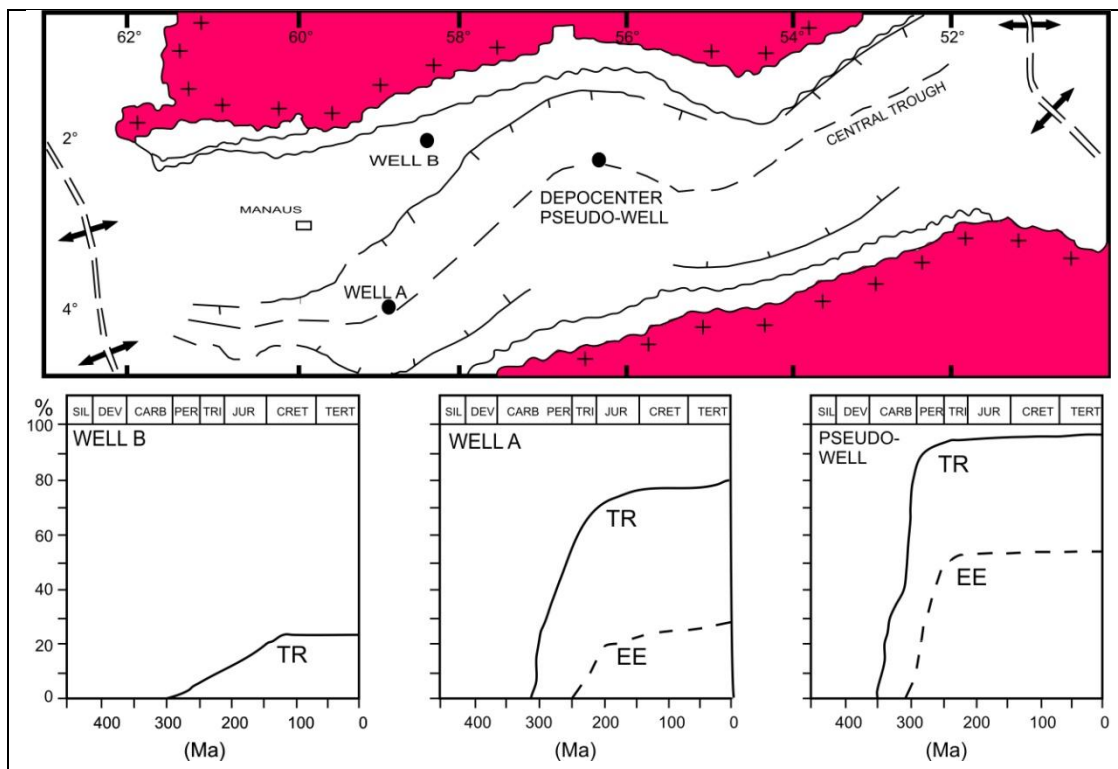 62° 60° 58° 56° 54° 52°
CENTRAL TROUGH
2°
WELL B
DEPOCENTER
PSEUDO-WELL
MANAUS
WELL A
4°
%
SIL DEV CARB PER TRI JUR CRET TERT
SIL DEV CARB PER TRI JUR CRET TERT
SIL DEV CARB PER TRI JUR CRET TERT
100
80
60
40
20
0
WELL B
TR
400 300 200 100 0
(Ma)
WELL A
TR
EE
400 300 200 100 0
(Ma)
PSEUDO-
WELL
TR
EE
400 300 200 100 0
(Ma)